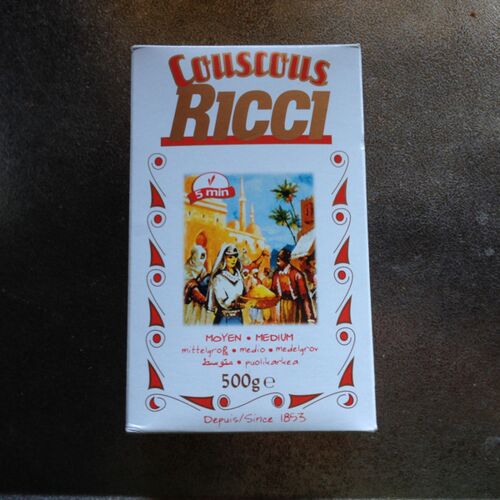 Couscous
RICCI
5 min
MOYEN • MEDIUM
mittelgroß • medio • medelgrov
متوسط • puolikarkea
500g e
Depuis/Since 1853